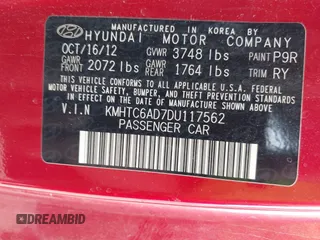 MANUFACTURED IN KOREA BY
HYUNDAI MOTOR COMPANY
OCT/16/12 GVWR 3748 lbs PAINT P9R
GAWR FRONT 2072 lbs GAWR REAR 1764 lbs TRIM RY
THIS VEHICLE CONFORMS TO ALL APPLICABLE U.S.A. FEDERAL
MOTOR VEHICLE SAFETY, BUMPER, AND THEFT PREVENTION
STANDARDS IN EFFECT ON THE DATE OF MANUFACTURE SHOWN ABOVE.
V.I.N KMHTC6AD7DU117562
PASSENGER CAR
DREAMBID